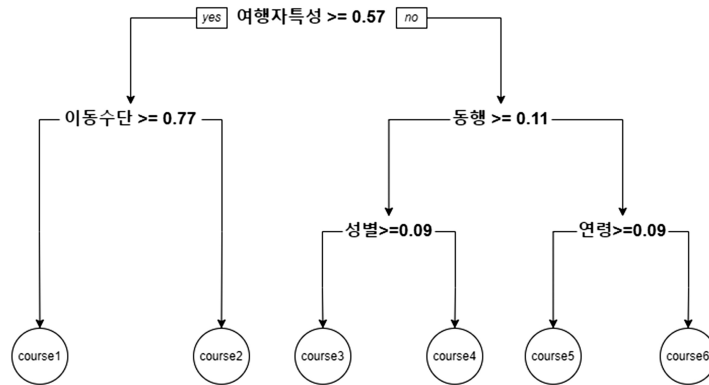 yes 여행자특성 >= 0.57 no
이동수단 >= 0.77 동행 >= 0.11
성별>=0.09 연령>=0.09
course1 course2 course3 course4 course5 course6